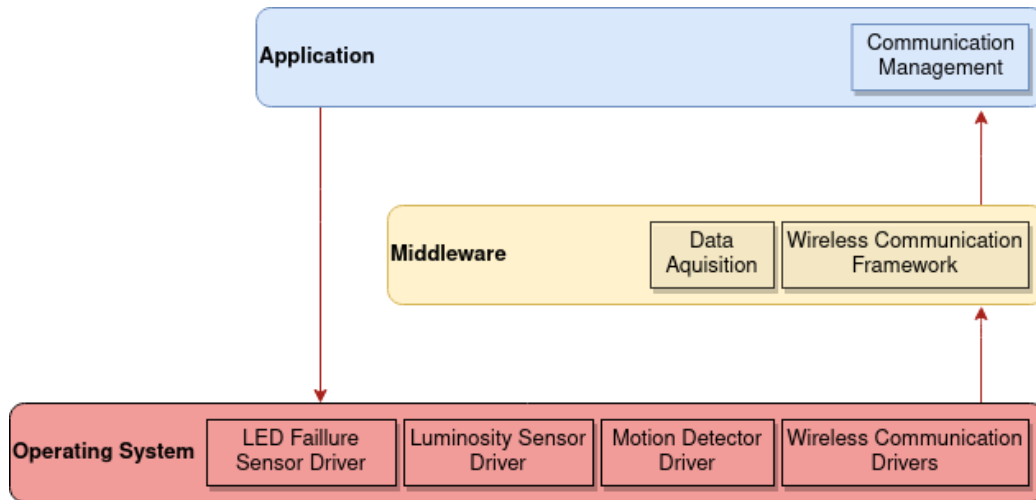 Application
Communication
Management
Middleware
Data
Aquisition
Wireless Communication
Framework
Operating System
LED Faillure
Sensor Driver
Luminosity Sensor
Driver
Motion Detector
Driver
Wireless Communication
Drivers